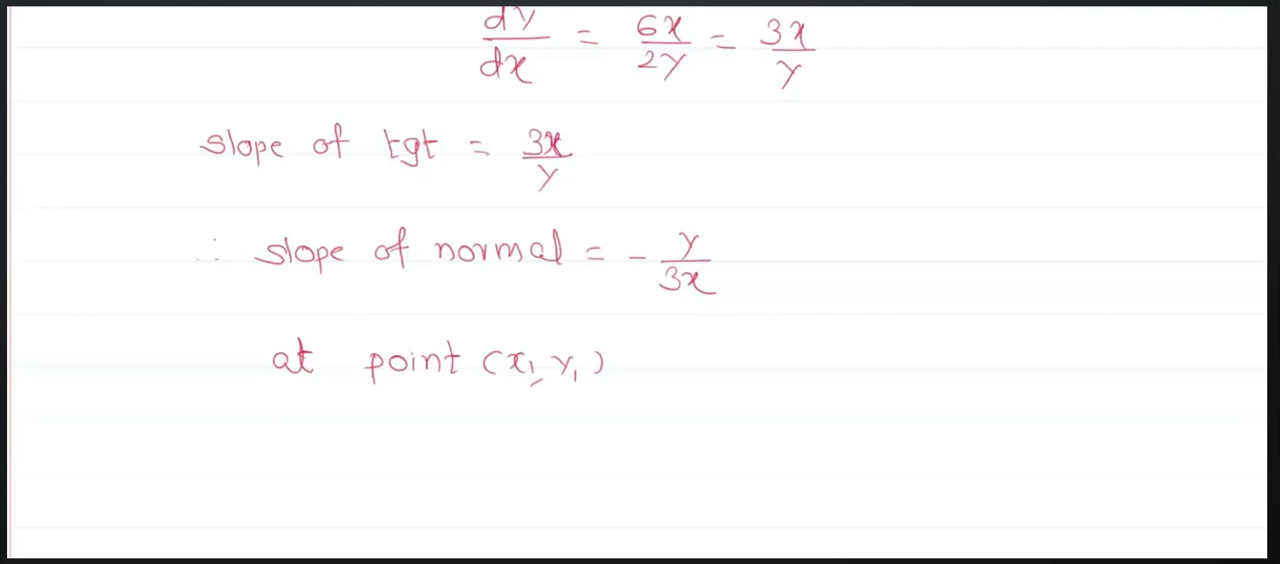 dy/dx = 6x/2y = 3x/y
slope of tgt = 3x/y
∴ slope of normal = - y/3x
at point (x₁, y₁)